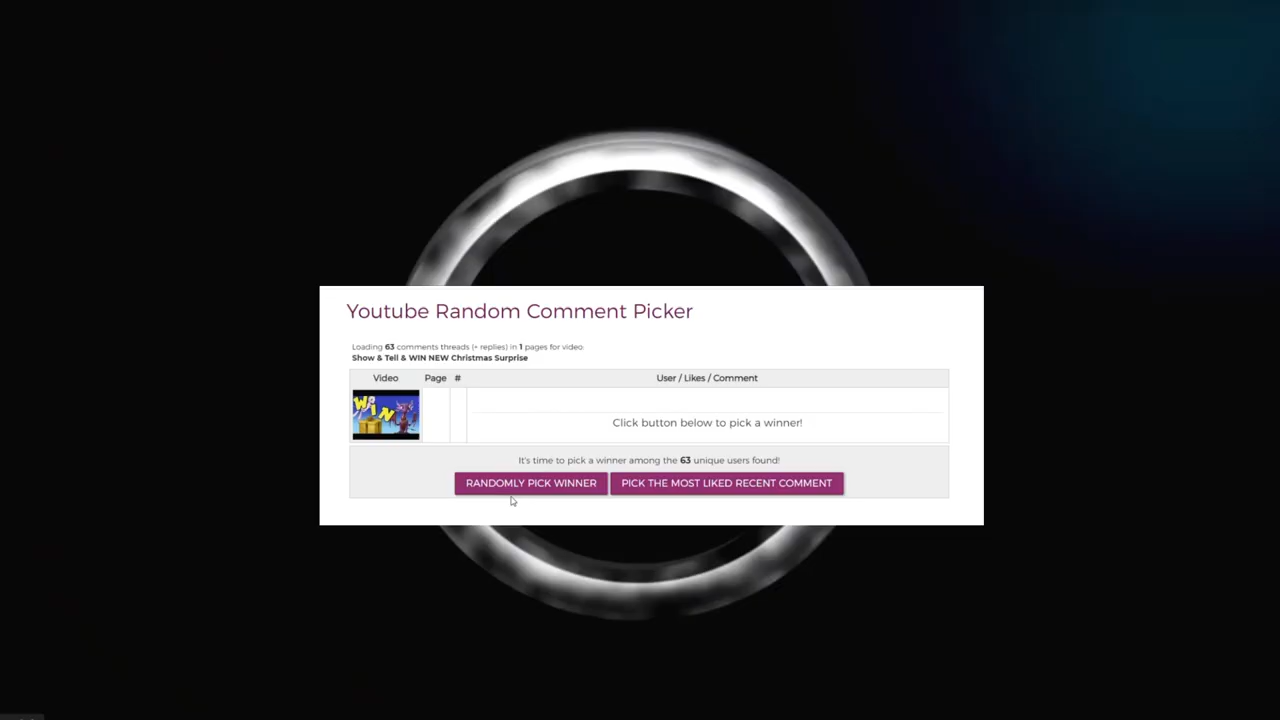 Youtube Random Comment Picker
Loading 63 comments threads (+ replies) in 1 pages for video:
Show & Tell & WIN NEW Christmas Surprise
Video Page # User / Likes / Comment
WIN
Click button below to pick a winner!
It's time to pick a winner among the 63 unique users found!
RANDOMLY PICK WINNER PICK THE MOST LIKED RECENT COMMENT